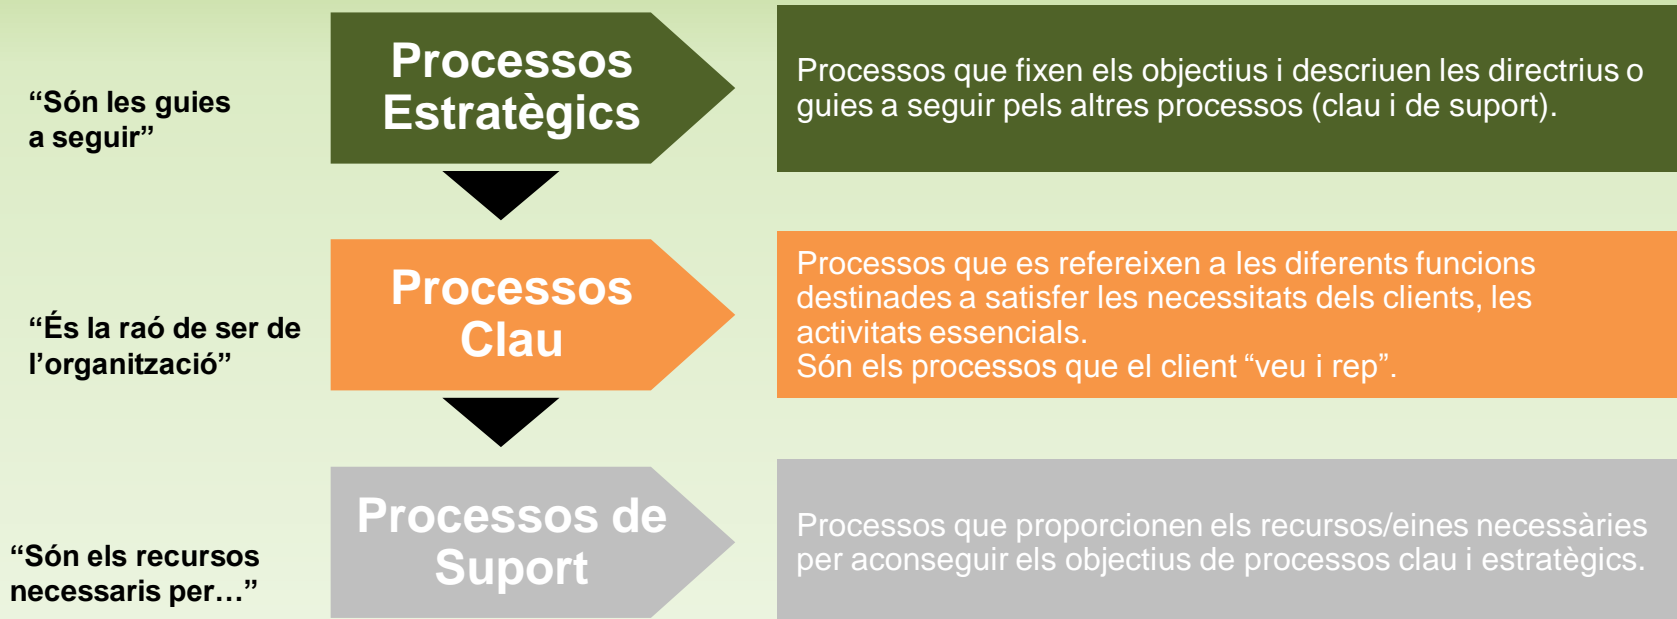 “Són les guies
a seguir”
Processos
Estratègics
Processos que fixen els objectius i descriuen les directrius o
guies a seguir pels altres processos (clau i de suport).
“És la raó de ser de
l’organització”
Processos
Clau
Processos que es refereixen a les diferents funcions
destinades a satisfer les necessitats dels clients, les
activitats essencials.
Són els processos que el client “veu i rep”.
“Són els recursos
necessaris per…”
Processos de
Suport
Processos que proporcionen els recursos/eines necessàries
per aconseguir els objectius de processos clau i estratègics.